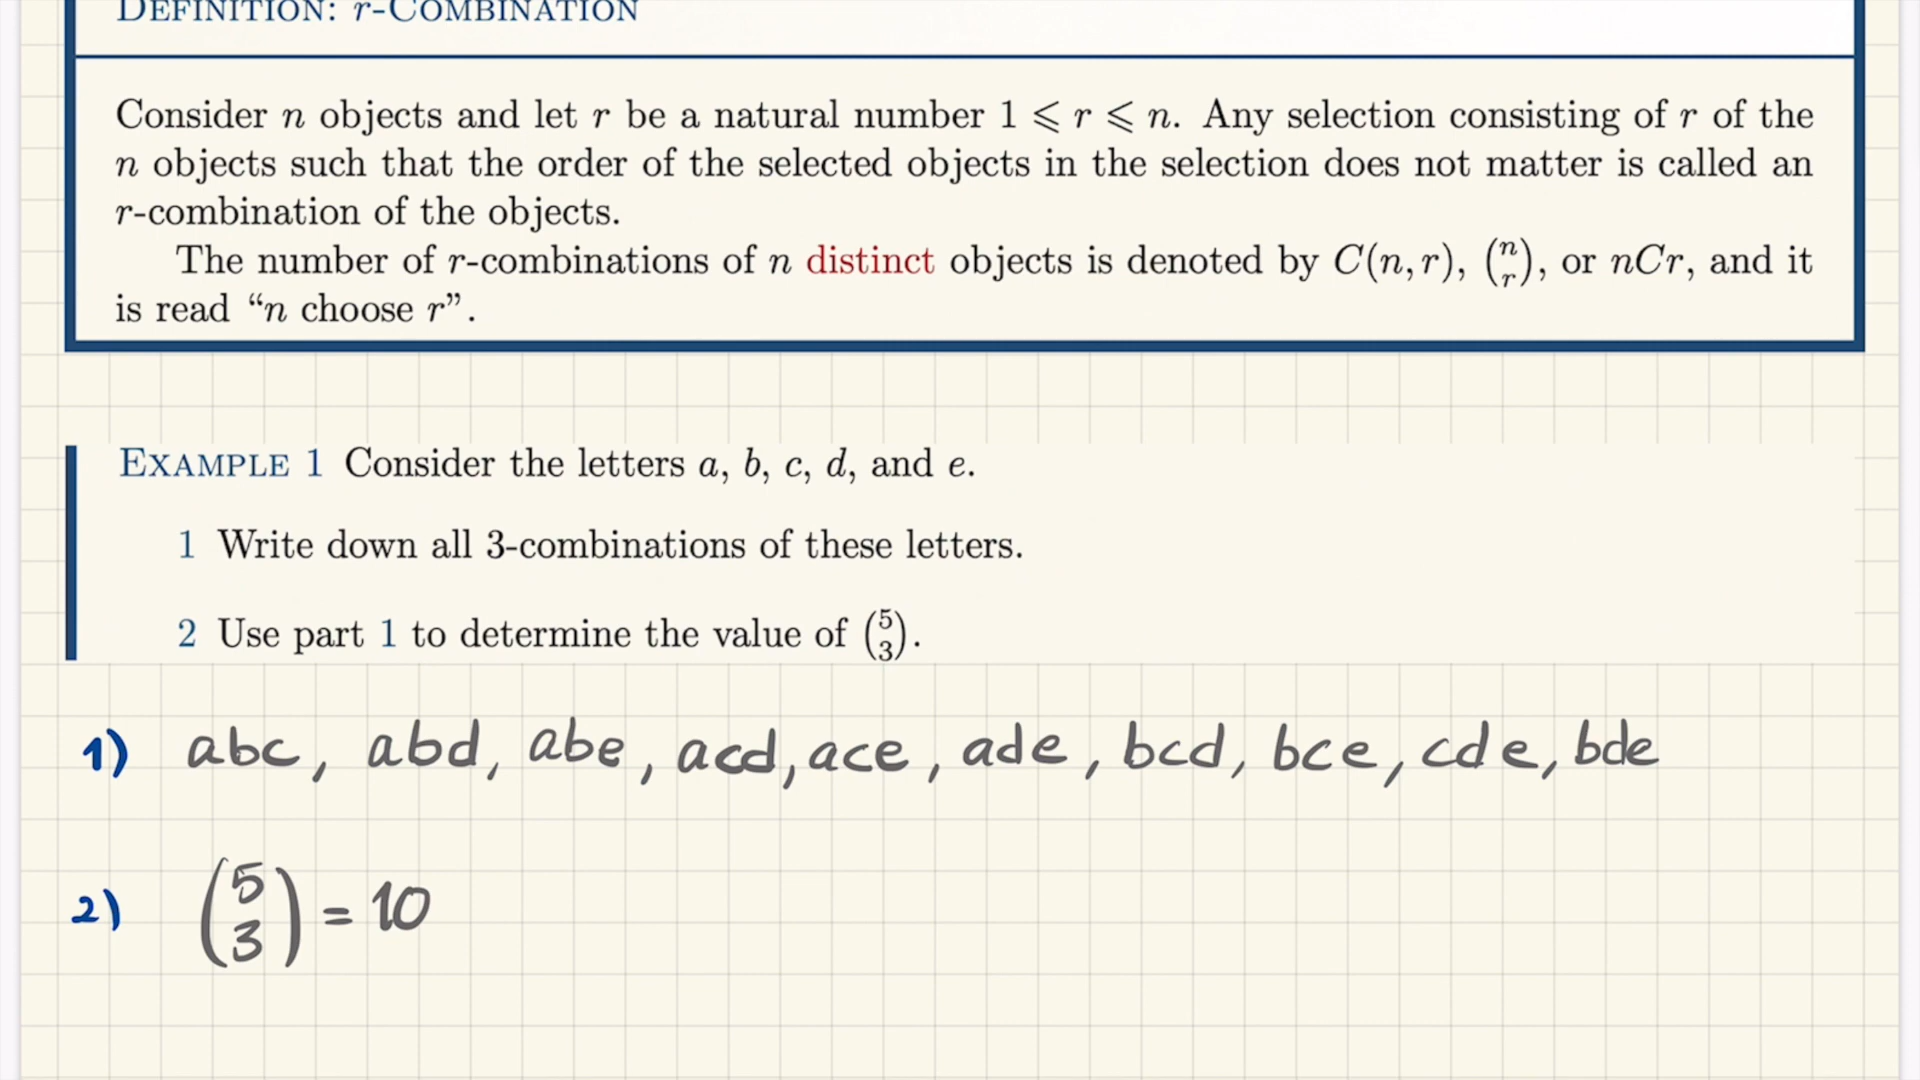 DEFINITION: r-COMBINATION
Consider n objects and let r be a natural number 1 ⩽ r ⩽ n. Any selection consisting of r of the
n objects such that the order of the selected objects in the selection does not matter is called an
r-combination of the objects.
The number of r-combinations of n distinct objects is denoted by C(n, r), (n r), or nCr, and it
is read “n choose r”.
EXAMPLE 1 Consider the letters a, b, c, d, and e.
1 Write down all 3-combinations of these letters.
2 Use part 1 to determine the value of (5 3).
1) abc, abd, abe, acd, ace, ade, bcd, bce, cde, bde
2) (5 3) = 10